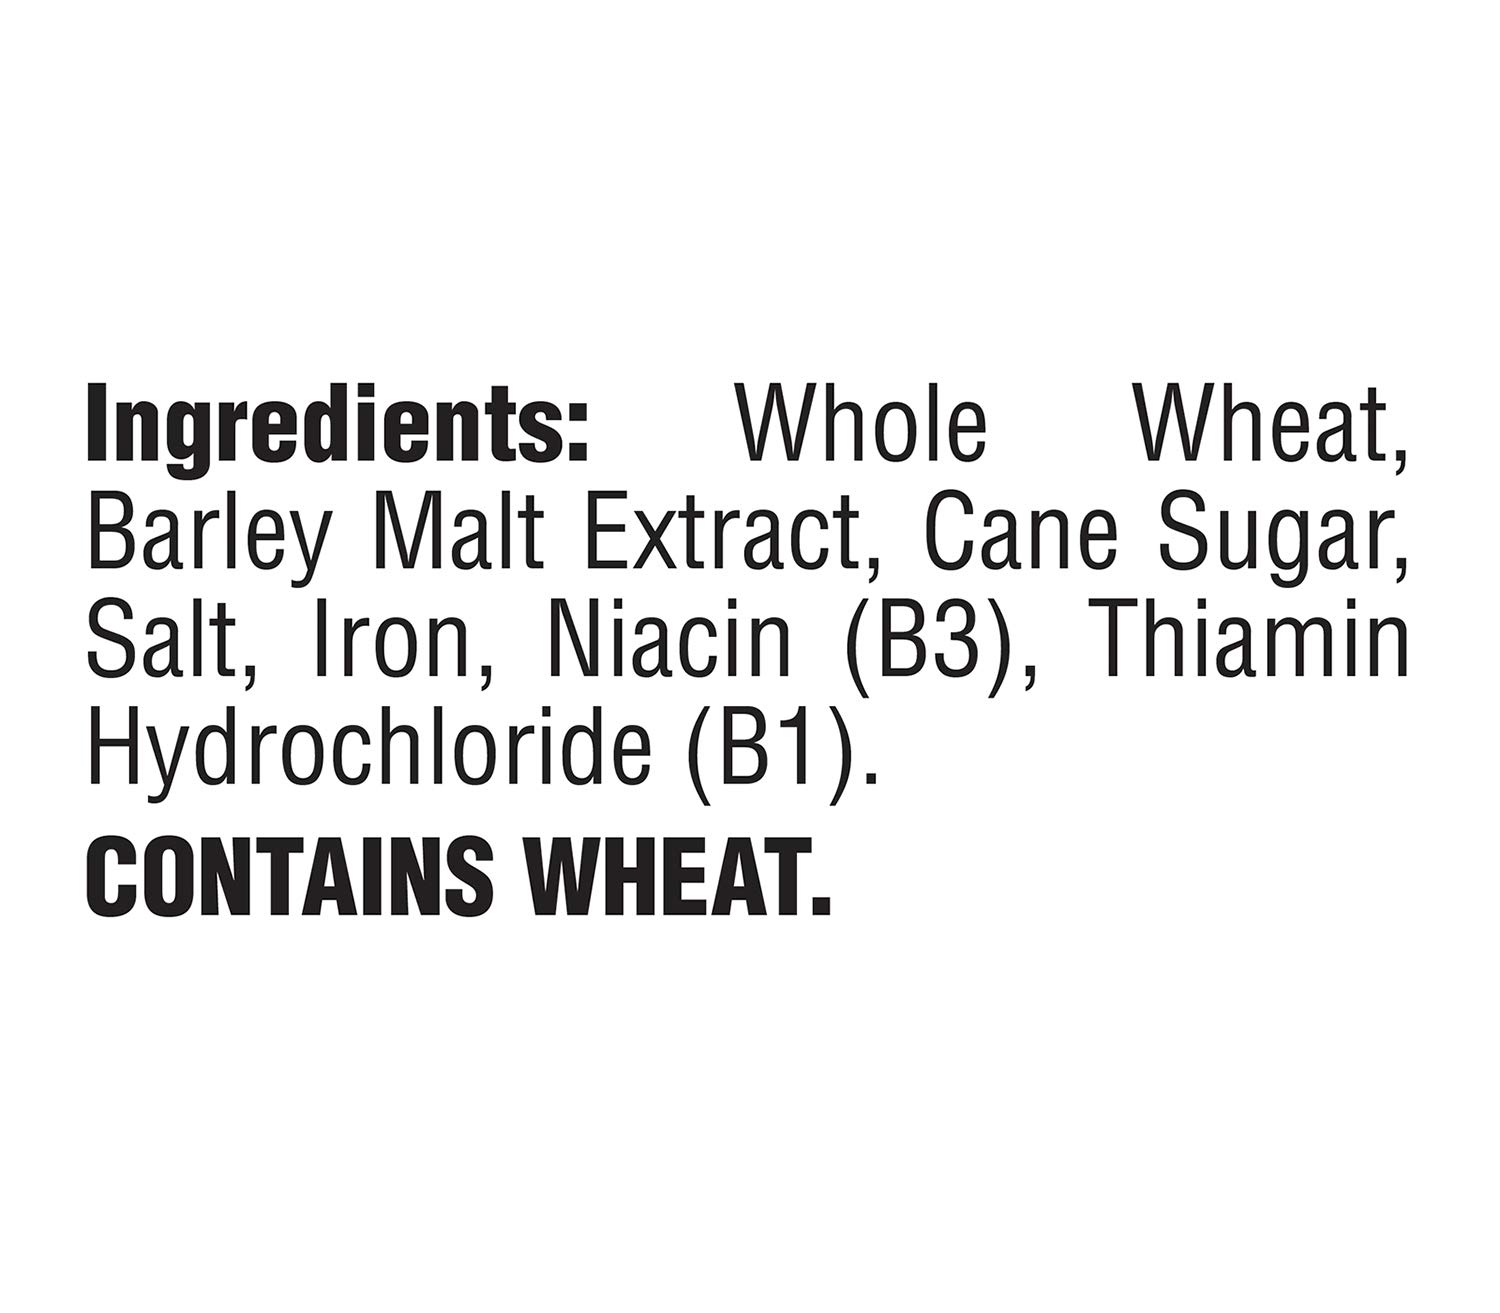 Ingredients: Whole Wheat,
Barley Malt Extract, Cane Sugar,
Salt, Iron, Niacin (B3), Thiamin
Hydrochloride (B1).
CONTAINS WHEAT.